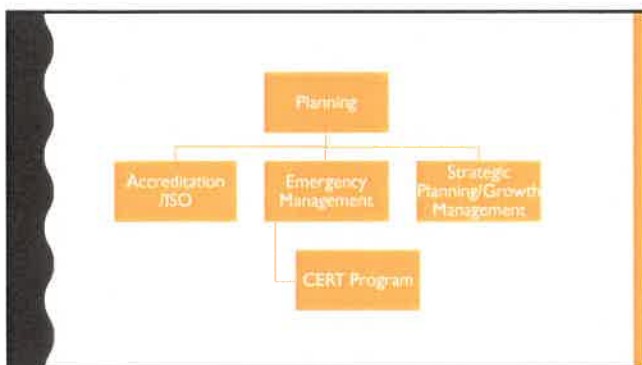 Planning
Accreditation
/ISO
Emergency
Management
Strategic
Planning/Growth
Management
CERT Program